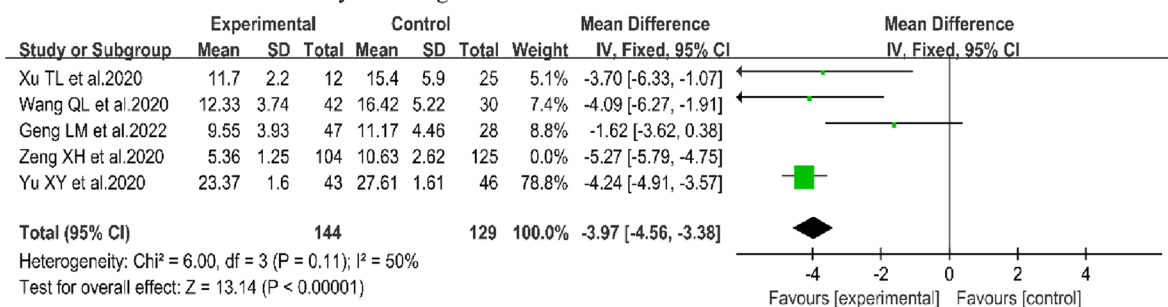 Experimental Control Mean Difference Mean Difference
Study or Subgroup Mean SD Total Mean SD Total Weight IV, Fixed, 95% CI IV, Fixed, 95% CI
Xu TL et al.2020 11.7 2.2 12 15.4 5.9 25 5.1% -3.70 [-6.33, -1.07]
Wang QL et al.2020 12.33 3.74 42 16.42 5.22 30 7.4% -4.09 [-6.27, -1.91]
Geng LM et al.2022 9.55 3.93 47 11.17 4.46 28 8.8% -1.62 [-3.62, 0.38]
Zeng XH et al.2020 5.36 1.25 104 10.63 2.62 125 0.0% -5.27 [-5.79, -4.75]
Yu XY et al.2020 23.37 1.6 43 27.61 1.61 46 78.8% -4.24 [-4.91, -3.57]
Total (95% CI) 144 129 100.0% -3.97 [-4.56, -3.38]
Heterogeneity: Chi² = 6.00, df = 3 (P = 0.11); I² = 50%
Test for overall effect: Z = 13.14 (P < 0.00001)
-4 -2 0 2 4
Favours [experimental] Favours [control]